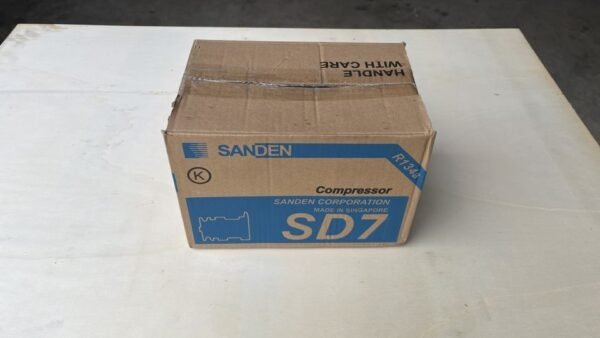 HANDLE
WITH CARE
SANDEN
R134a
K
Compressor
SANDEN CORPORATION
MADE IN SINGAPORE
SD7